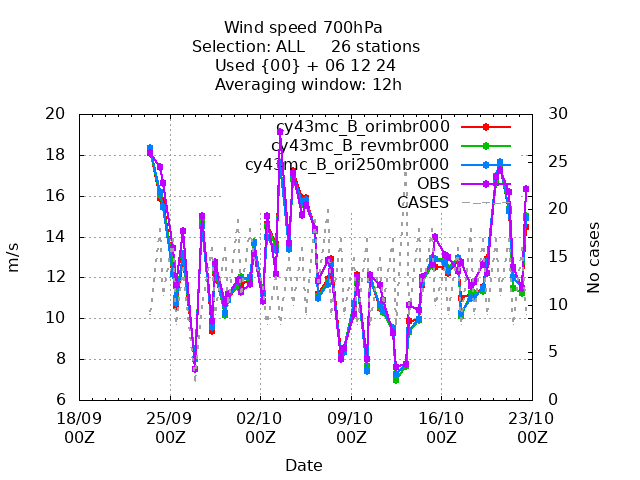 Wind speed 700hPa
Selection: ALL     26 stations
Used {00} + 06 12 24
Averaging window: 12h
cy43mc_B_orimbr000
cy43mc_B_revmbr000
cy43mc_B_ori250mbr000
OBS
CASES
20
18
16
14
12
10
8
6
m/s
30
25
20
15
10
5
0
No cases
18/09 25/09 02/10 09/10 16/10 23/10
00Z 00Z 00Z 00Z 00Z 00Z
Date